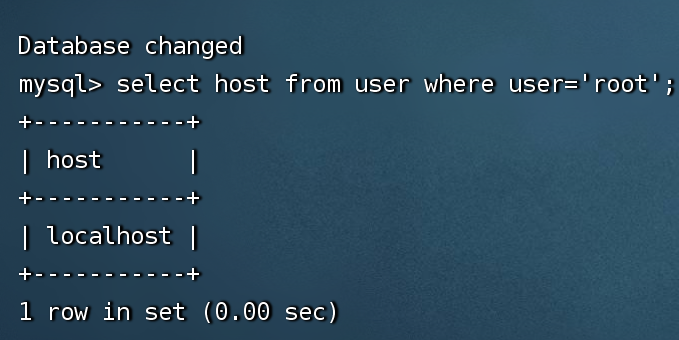 Database changed
mysql> select host from user where user='root';
+-----------+
| host      |
+-----------+
| localhost |
+-----------+
1 row in set (0.00 sec)